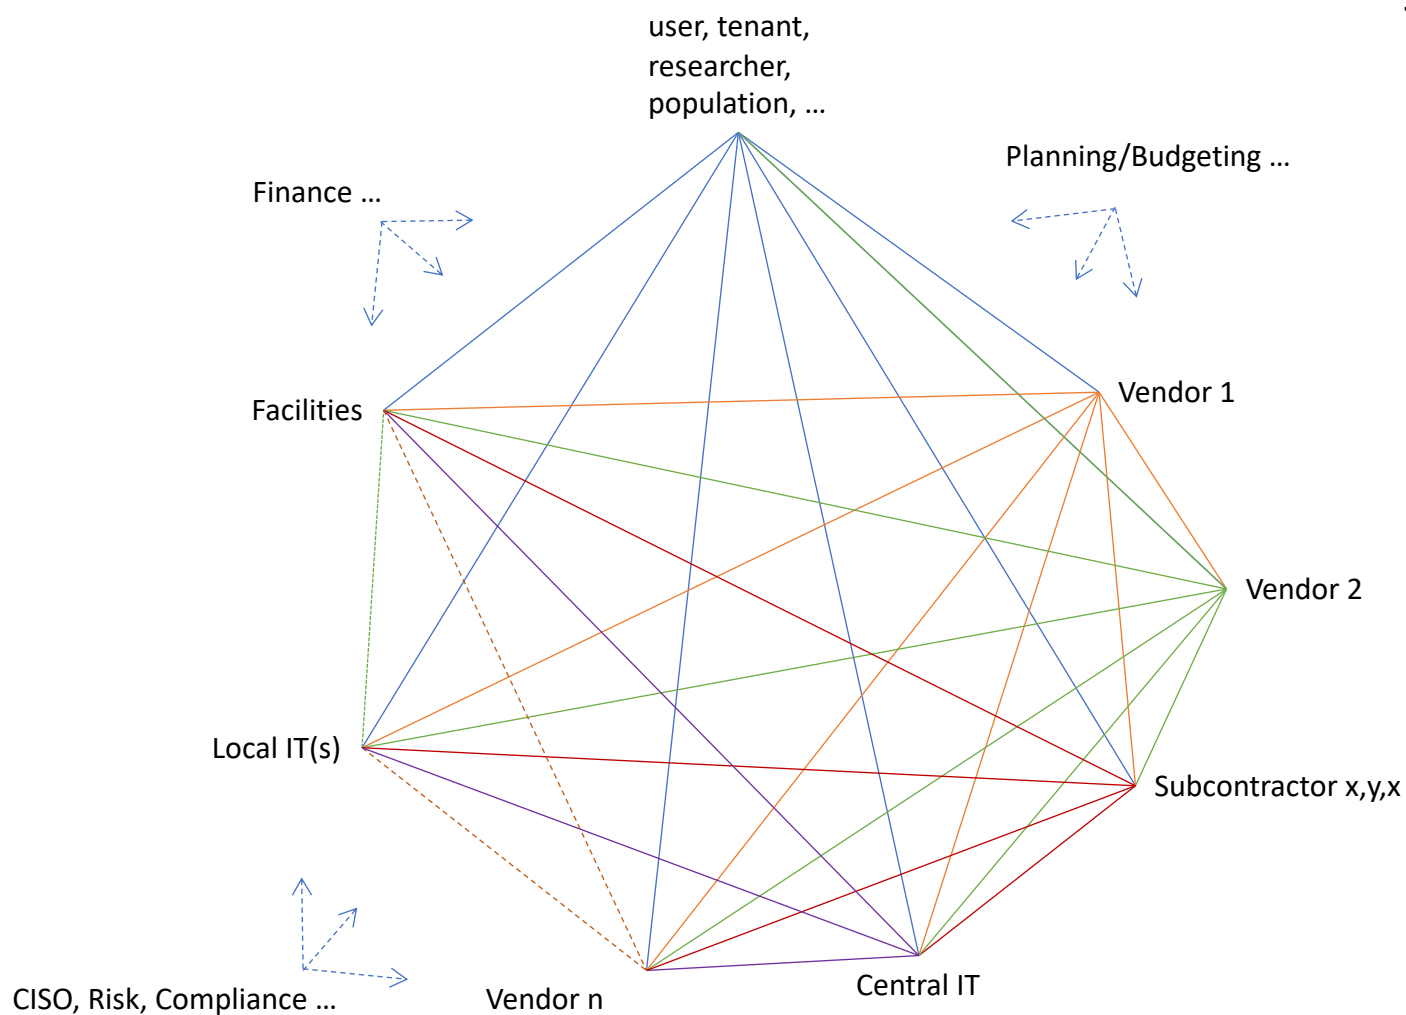 user, tenant,
researcher,
population, …
Planning/Budgeting …
Finance …
Vendor 1
Facilities
Vendor 2
Local IT(s)
Subcontractor x,y,x
Central IT
CISO, Risk, Compliance …
Vendor n